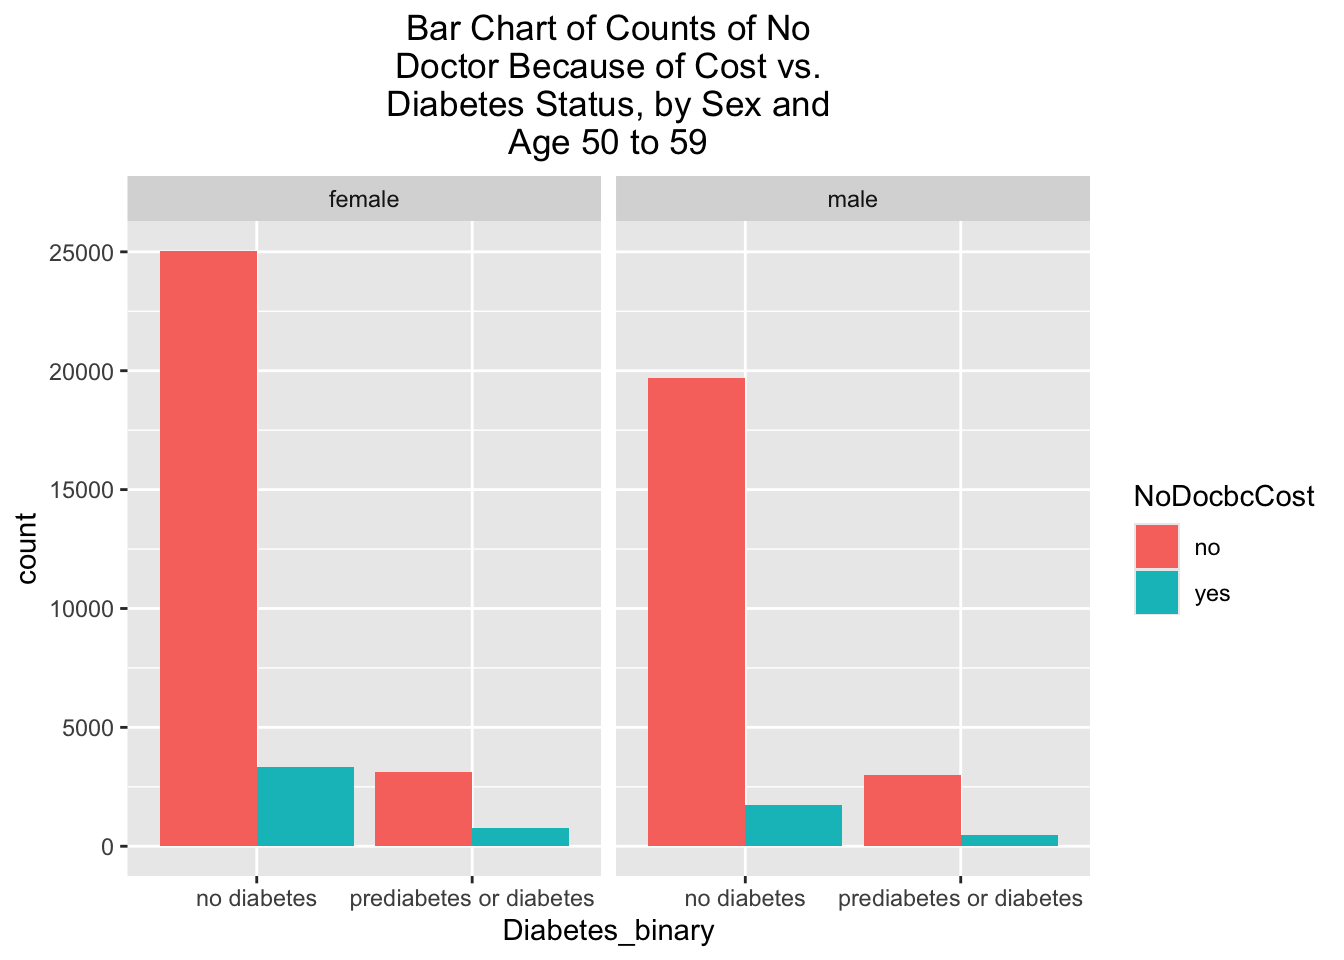 Bar Chart of Counts of No
Doctor Because of Cost vs.
Diabetes Status, by Sex and
Age 50 to 59
female
male
25000
20000
15000
10000
5000
0
count
no diabetes
prediabetes or diabetes
no diabetes
prediabetes or diabetes
Diabetes_binary
NoDocbcCost
no
yes